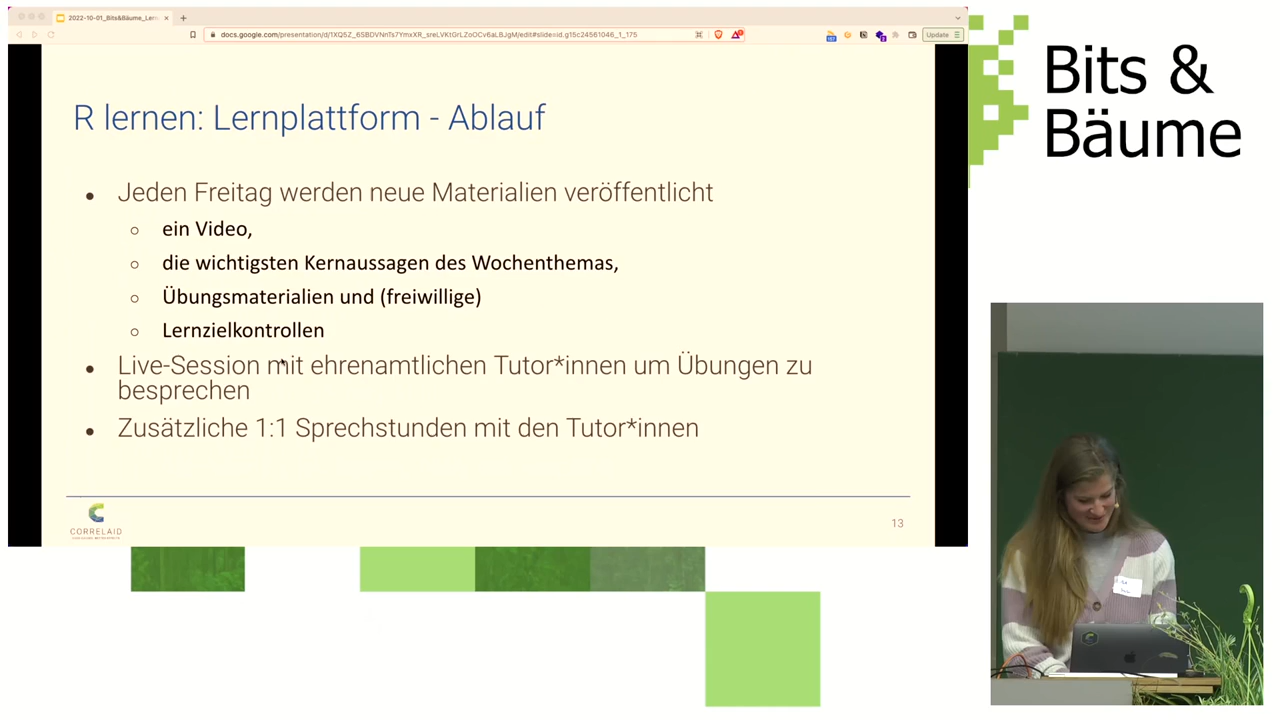 2022-10-01_Bits&Bäume_Lern
docs.google.com/presentation/d/1XQ5Z_6SBDVNnTs7YmxXR_sreLVKtGrLZoOCv6aLBJgM/edit#slide=id.g15c24561046_1_175
Update
R lernen: Lernplattform - Ablauf
• Jeden Freitag werden neue Materialien veröffentlicht
○ ein Video,
○ die wichtigsten Kernaussagen des Wochenthemas,
○ Übungsmaterialien und (freiwillige)
○ Lernzielkontrollen
• Live-Session mit ehrenamtlichen Tutor*innen um Übungen zu
besprechen
• Zusätzliche 1:1 Sprechstunden mit den Tutor*innen
CORRELAID
13
Bits &
Bäume